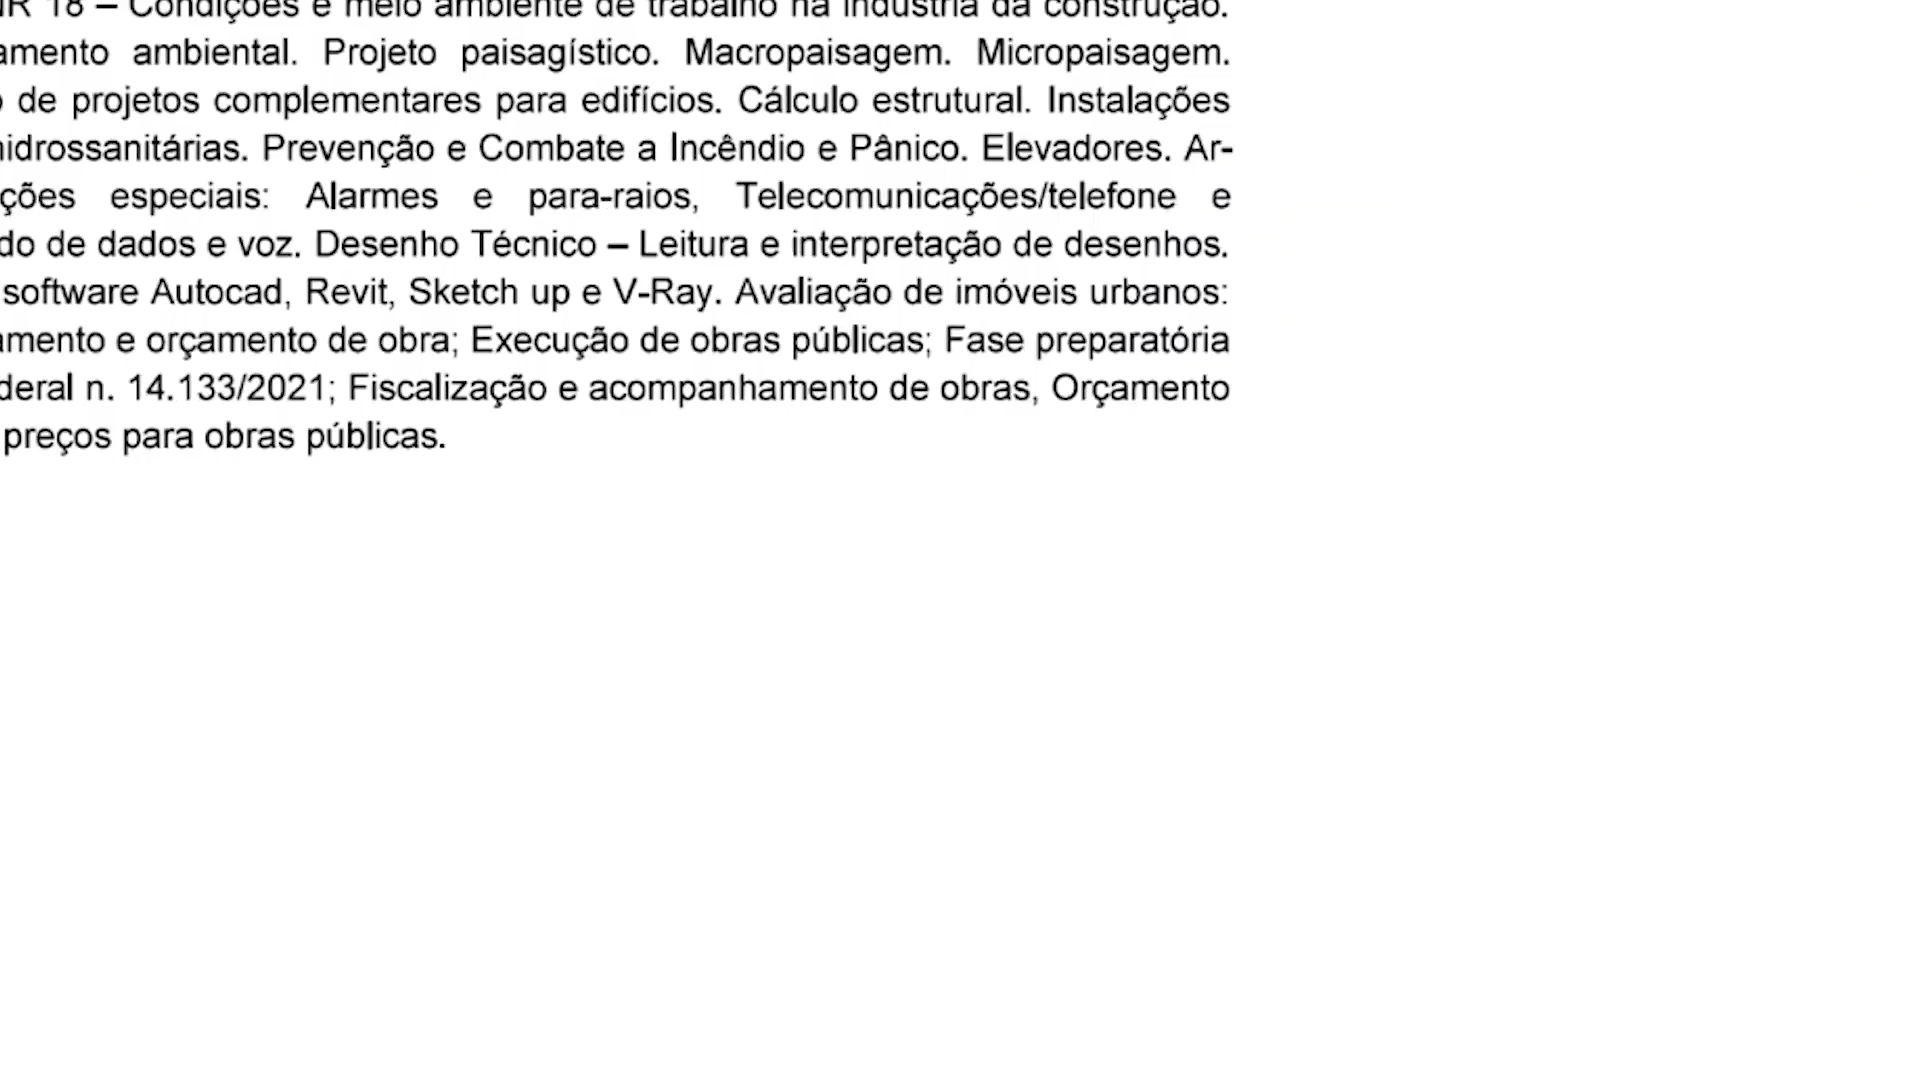 NR 18 – Condições e meio ambiente de trabalho na indústria da construção.
amento ambiental. Projeto paisagístico. Macropaisagem. Micropaisagem.
de projetos complementares para edifícios. Cálculo estrutural. Instalações
hidrossanitárias. Prevenção e Combate a Incêndio e Pânico. Elevadores. Ar-
ções especiais: Alarmes e para-raios, Telecomunicações/telefone e
do de dados e voz. Desenho Técnico – Leitura e interpretação de desenhos.
software Autocad, Revit, Sketch up e V-Ray. Avaliação de imóveis urbanos:
amento e orçamento de obra; Execução de obras públicas; Fase preparatória
deral n. 14.133/2021; Fiscalização e acompanhamento de obras, Orçamento
preços para obras públicas.